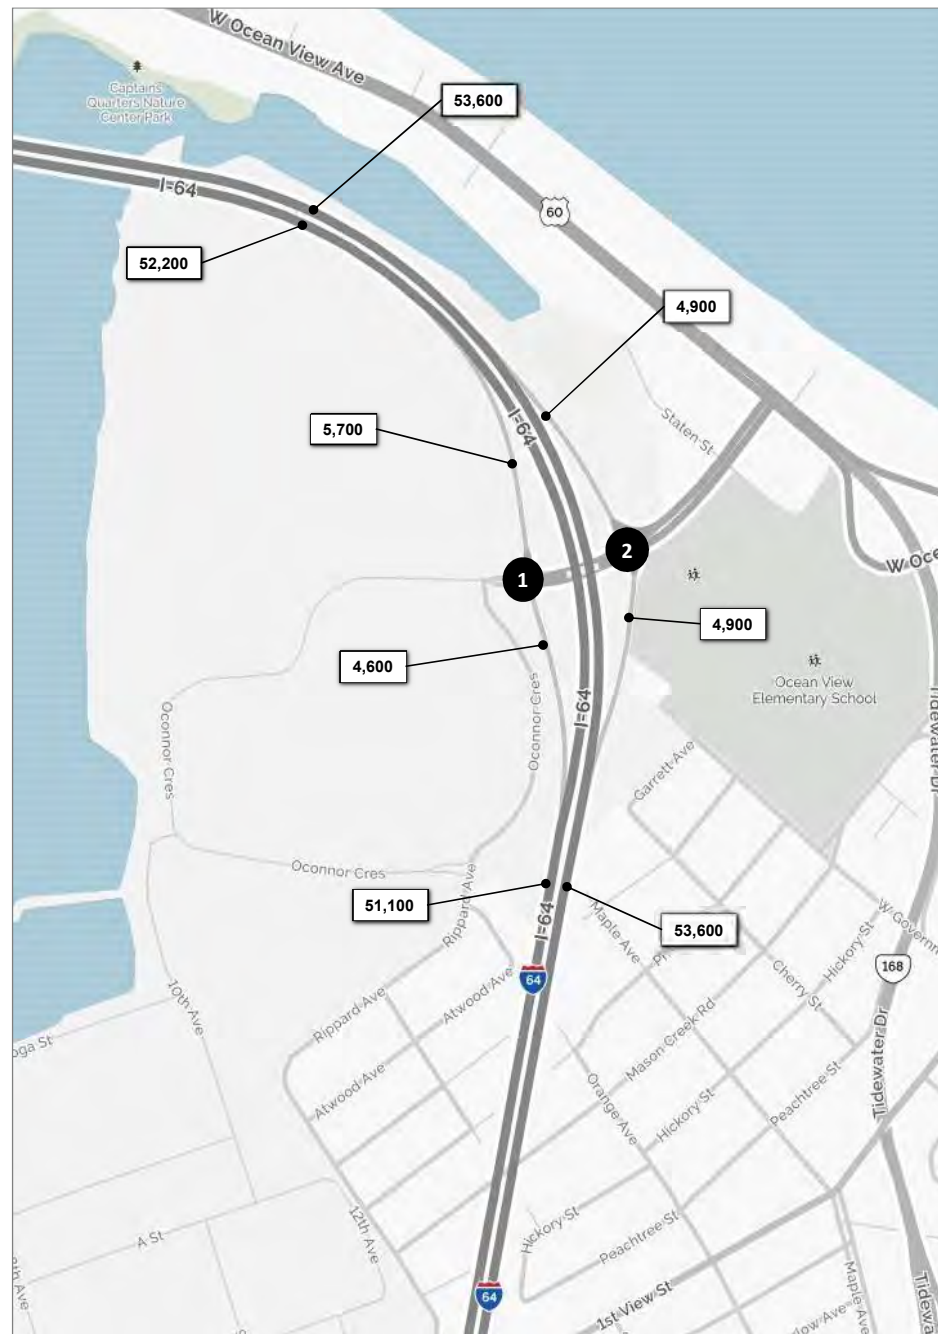 W Ocean View Ave
Captains
Quarters Nature
Center Park
53,600
I-64
60
52,200
4,900
I-64
5,700
Staten St
2
1
W Oce
4,900
4,600
Ocean View
Elementary School
Oconnor Cres
Oconnor Cres
I-64
Tidewater Dr
Garrett Ave
Oconnor Cres
51,100
Rippard Ave
I-64
53,600
Maple Ave
W Governm
Hickory St
168
64
Cherry St
10th Ave
Rippard Ave
Atwood Ave
Mason Creek Rd
oga St
Atwood Ave
Orange Ave
Hickory St
Peachtree St
Tidewater Dr
12th Ave
A St
Hickory St
Peachtree St
1st View St
64
Maple Ave
Tidewa